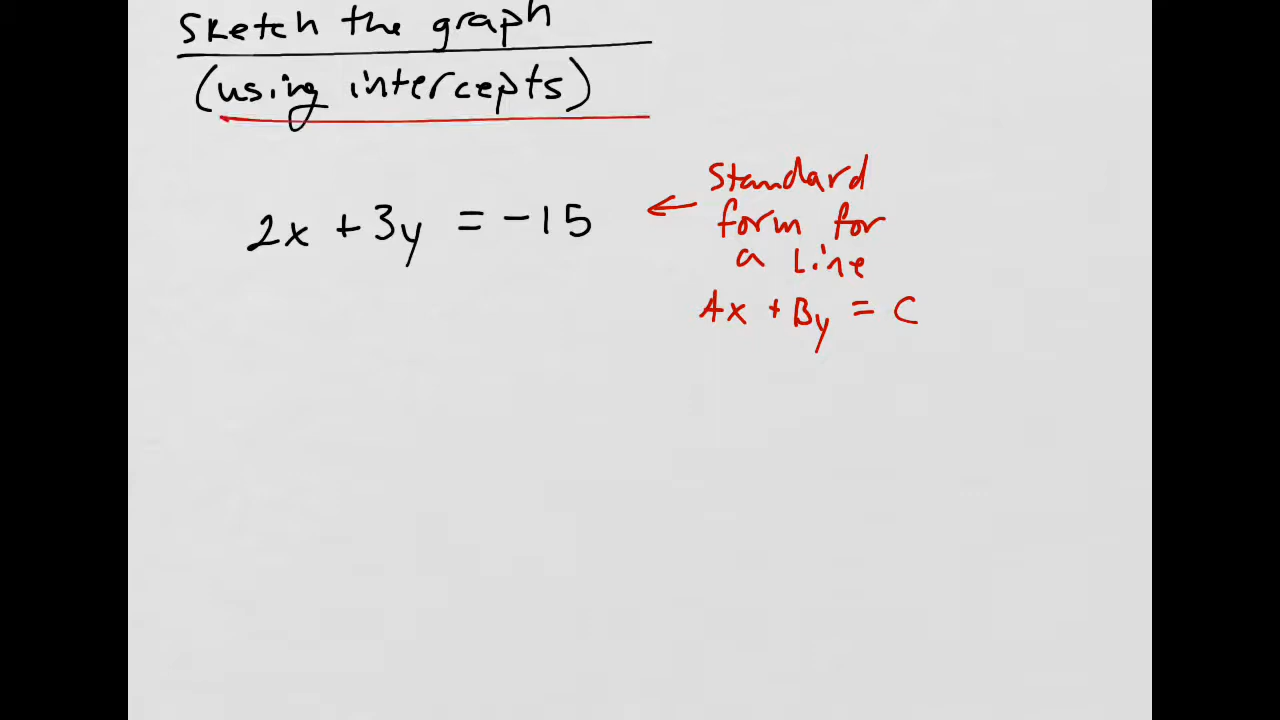 Sketch the graph
(using intercepts)
2x + 3y = -15
← Standard
form for
a Line
Ax + By = C